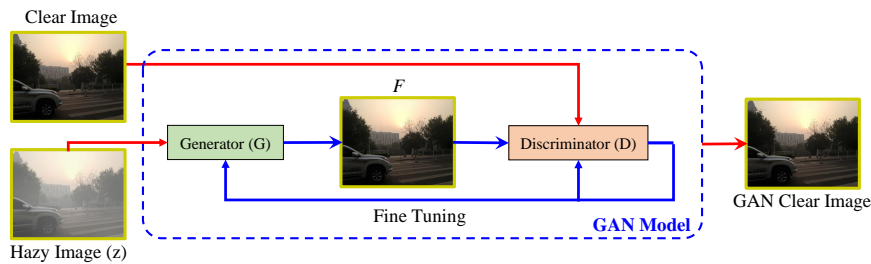 Clear Image
F
Generator (G)
Discriminator (D)
Fine Tuning
GAN Model
Hazy Image (z)
GAN Clear Image